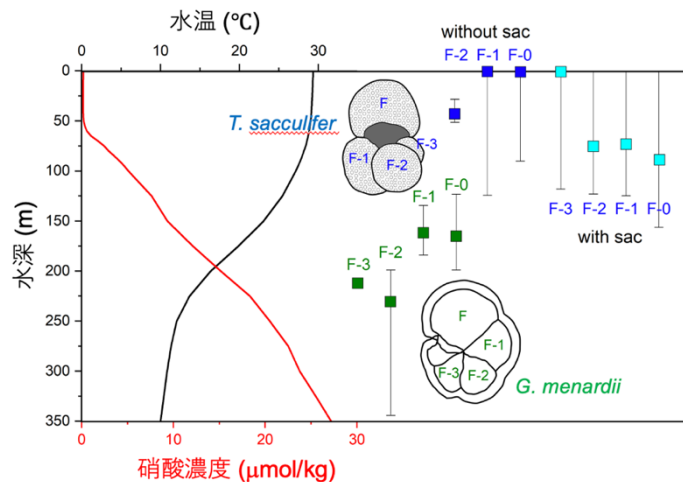 水温 (℃)
0 10 20 30
without sac
F-2 F-1 F-0
0
50
100
150
200
250
300
350
水深 (m)
T. sacculifer
F
F-1
F-2
F-3
F-3 F-2 F-1 F-0
with sac
F-1
F-0
F-3
F-2
F
F-1
F-2
F-3
G. menardii
0 10 20 30
硝酸濃度 (μmol/kg)